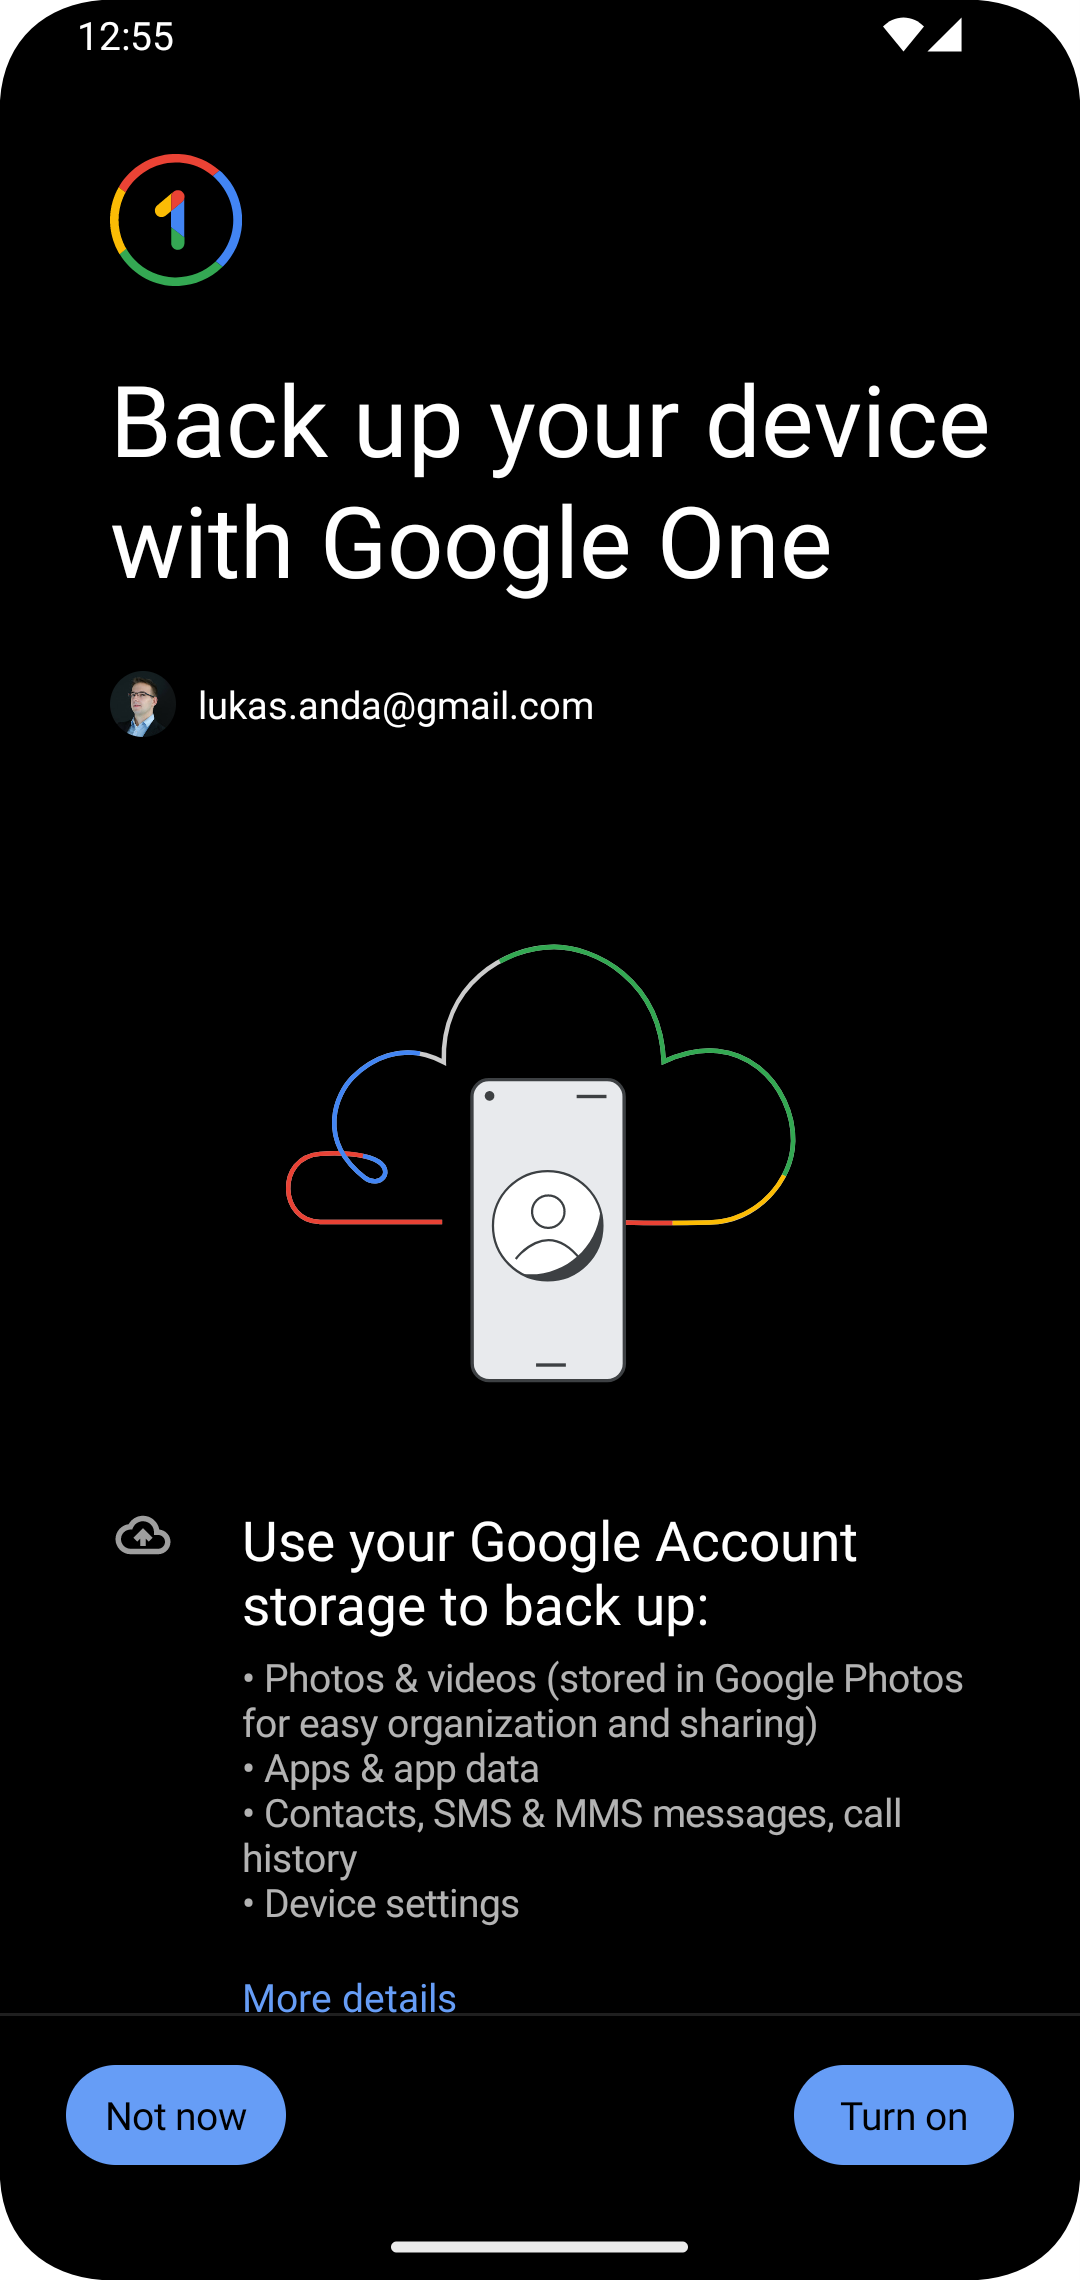 12:55
1
Back up your device
with Google One
lukas.anda@gmail.com
Use your Google Account
storage to back up:
• Photos & videos (stored in Google Photos
for easy organization and sharing)
• Apps & app data
• Contacts, SMS & MMS messages, call
history
• Device settings
More details
Not now
Turn on